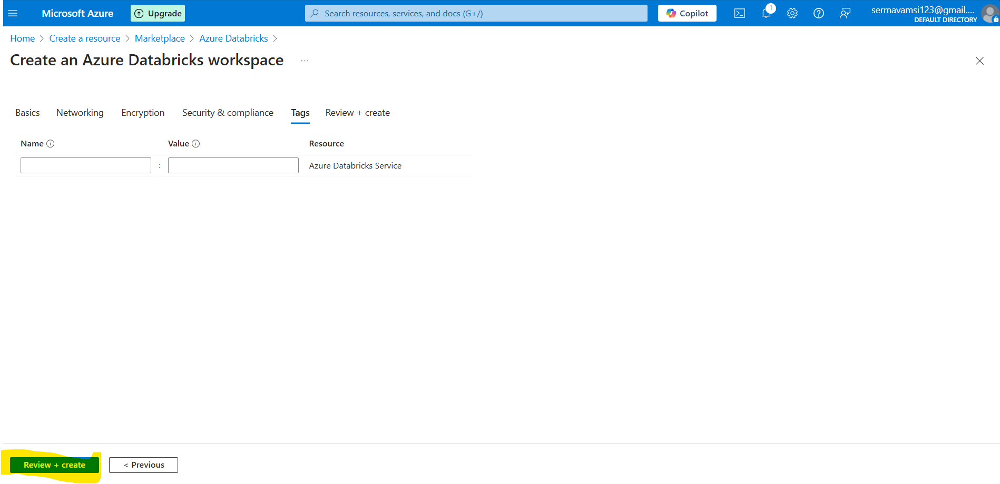 Microsoft Azure
Upgrade
Search resources, services, and docs (G+/)
Copilot
1
sermavamsi123@gmail....
DEFAULT DIRECTORY
Home > Create a resource > Marketplace > Azure Databricks >
Create an Azure Databricks workspace ...
Basics Networking Encryption Security & compliance Tags Review + create
Name Value Resource
: Azure Databricks Service
Review + create < Previous